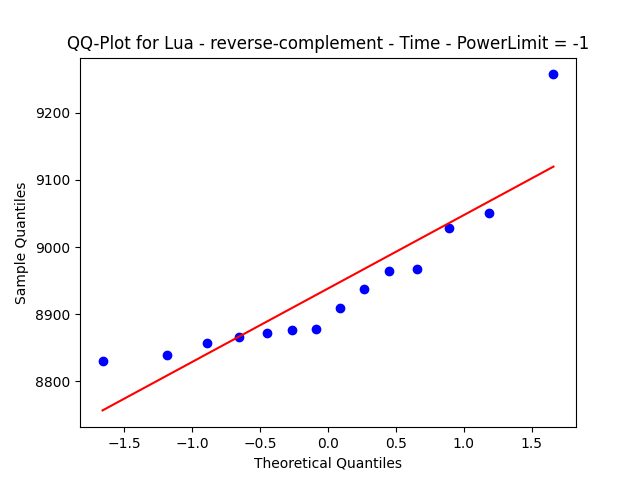 QQ-Plot for Lua - reverse-complement - Time - PowerLimit = -1
9200
9100
9000
8900
8800
Sample Quantiles
−1.5 −1.0 −0.5 0.0 0.5 1.0 1.5
Theoretical Quantiles